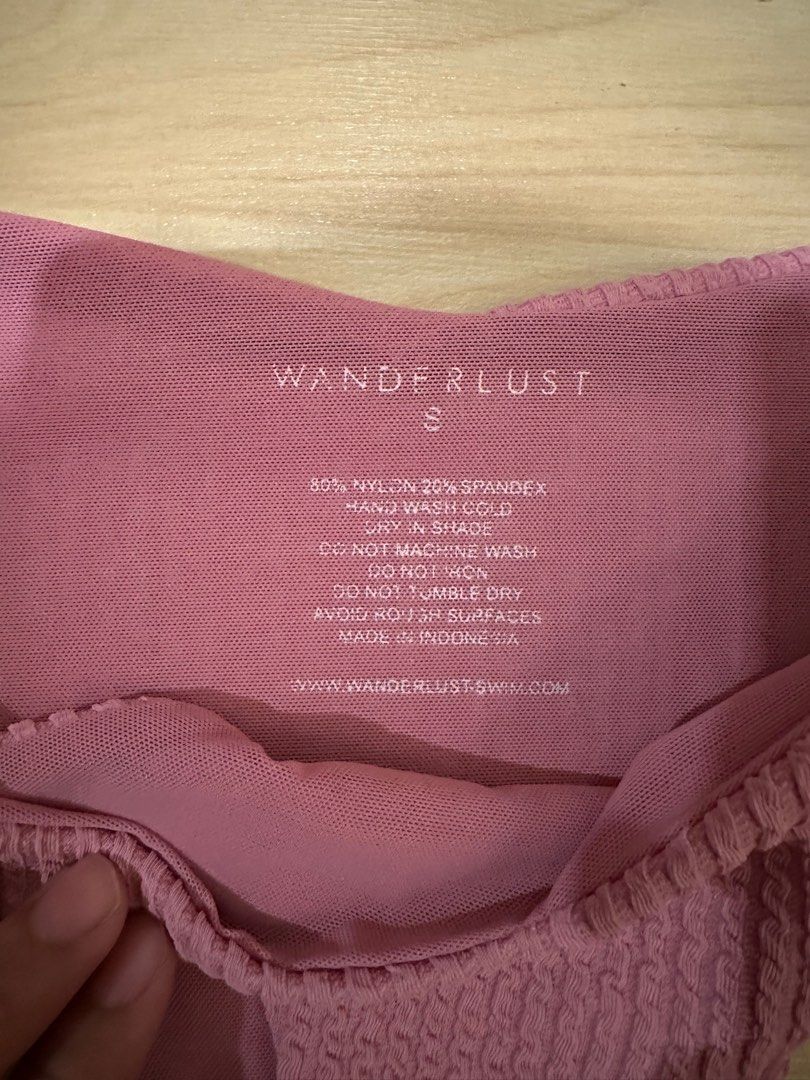 WANDERLUST
S
80% NYLON 20% SPANDEX
HAND WASH COLD
DRY IN SHADE
DO NOT MACHINE WASH
DO NOT IRON
DO NOT TUMBLE DRY
AVOID ROUGH SURFACES
MADE IN INDONESIA
WWW.WANDERLUST-SWIM.COM